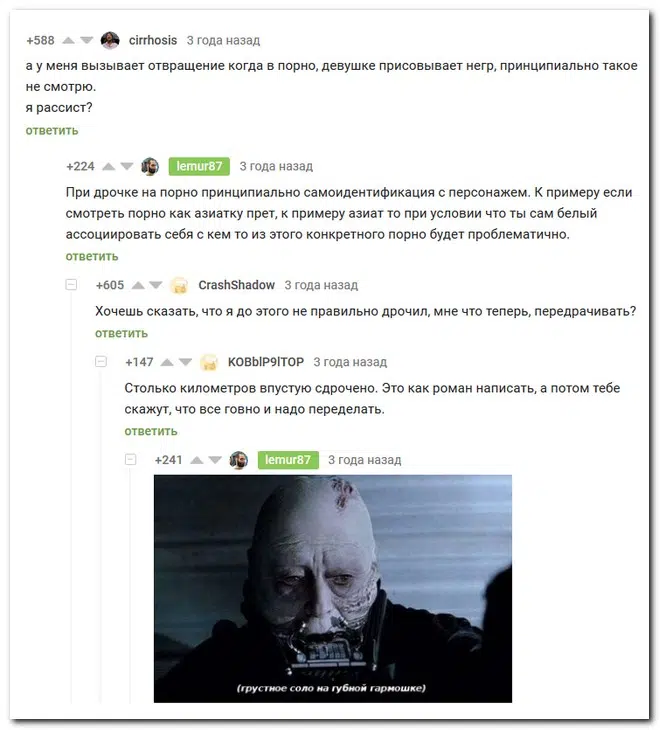 +588 cirrhosis 3 года назад
а у меня вызывает отвращение когда в порно, девушке присовывает негр, принципиально такое
не смотрю.
я рассист?
ответить
+224 lemur87 3 года назад
При дрочке на порно принципиально самоидентификация с персонажем. К примеру если
смотреть порно как азиатку прет, к примеру азиат то при условии что ты сам белый
ассоциировать себя с кем то из этого конкретного порно будет проблематично.
ответить
+605 CrashShadow 3 года назад
Хочешь сказать, что я до этого не правильно дрочил, мне что теперь, передрачивать?
ответить
+147 KOBblP9lTOP 3 года назад
Столько километров впустую сдрочено. Это как роман написать, а потом тебе
скажут, что все говно и надо переделать.
ответить
+241 lemur87 3 года назад
(грустное соло на губной гармошке)